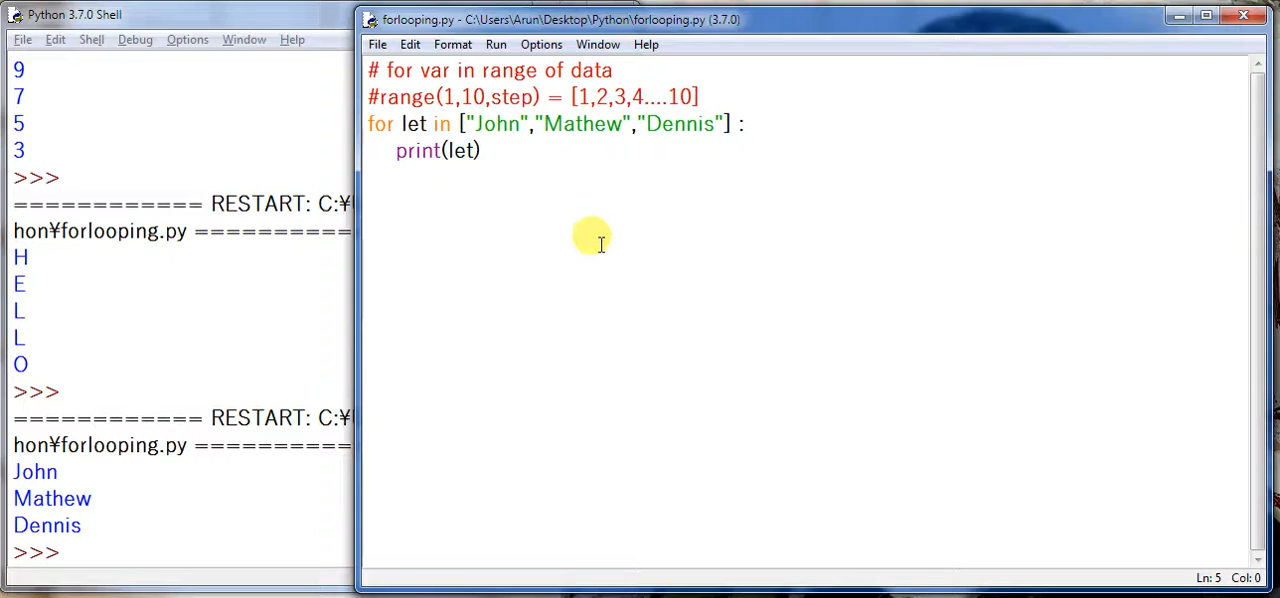 Python 3.7.0 Shell
File Edit Shell Debug Options Window Help
9
7
5
3
>>>
============ RESTART: C:¥
hon¥forlooping.py ===========
H
E
L
L
O
>>>
============ RESTART: C:¥
hon¥forlooping.py ===========
John
Mathew
Dennis
>>>
forlooping.py - C:\Users\Arun\Desktop\Python\forlooping.py (3.7.0)
File Edit Format Run Options Window Help
# for var in range of data
#range(1,10,step) = [1,2,3,4....10]
for let in ["John","Mathew","Dennis"] :
print(let)
Ln: 5 Col: 0